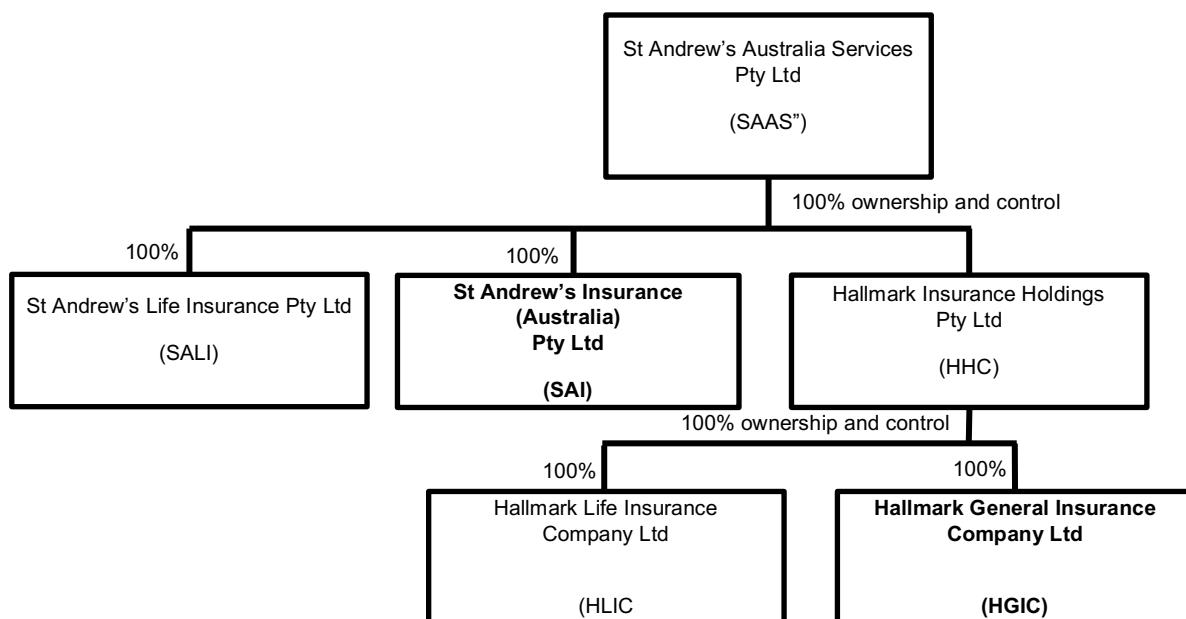 St Andrew’s Australia Services
Pty Ltd
(SAAS”)
100% ownership and control
100%
100%
St Andrew’s Life Insurance Pty Ltd
(SALI)
St Andrew’s Insurance
(Australia)
Pty Ltd
(SAI)
Hallmark Insurance Holdings
Pty Ltd
(HHC)
100% ownership and control
100%
100%
Hallmark Life Insurance
Company Ltd
(HLIC
Hallmark General Insurance
Company Ltd
(HGIC)